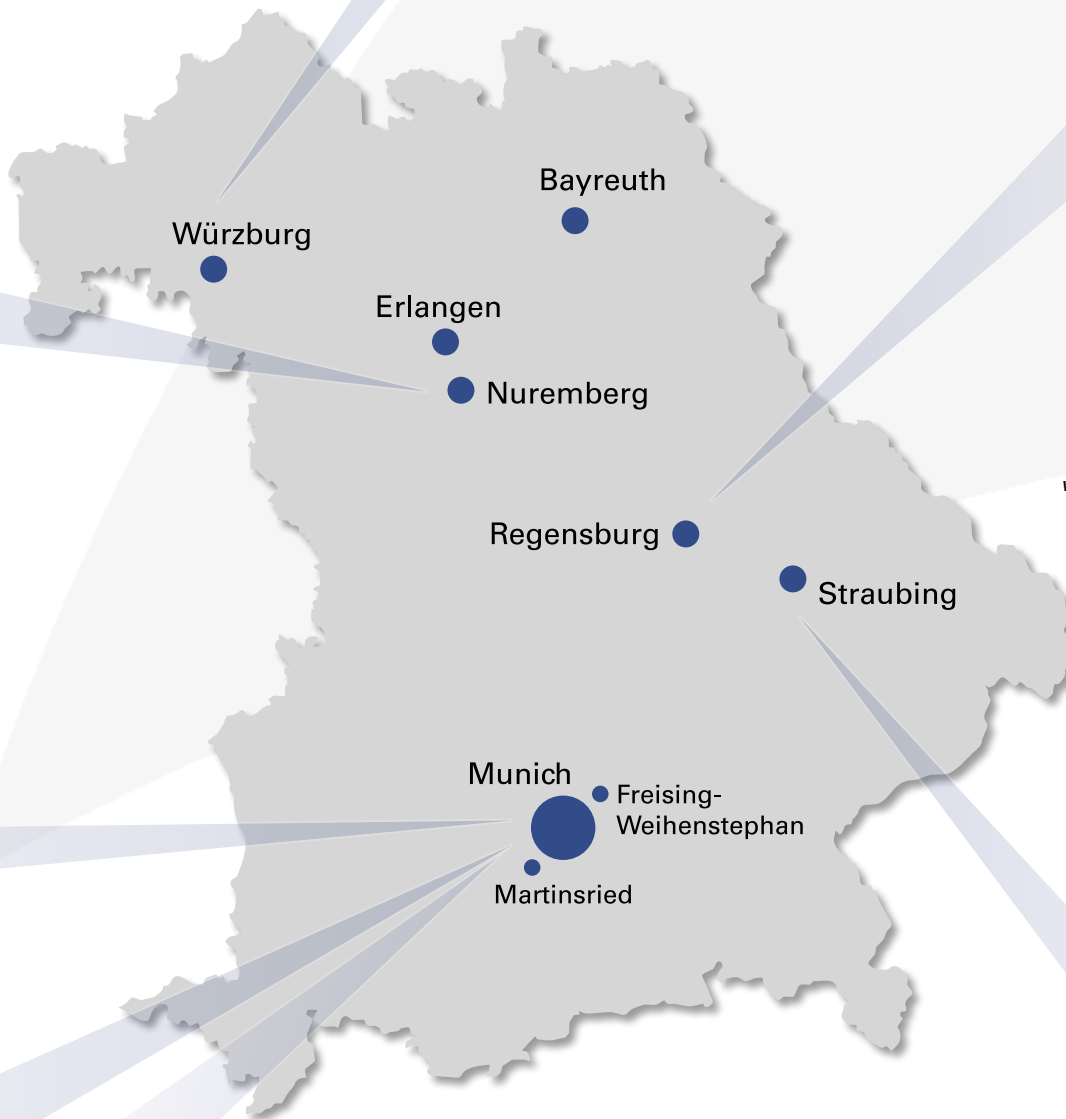 Bayreuth
Würzburg
Erlangen
Nuremberg
Regensburg
Straubing
Munich
Freising-
Weihenstephan
Martinsried